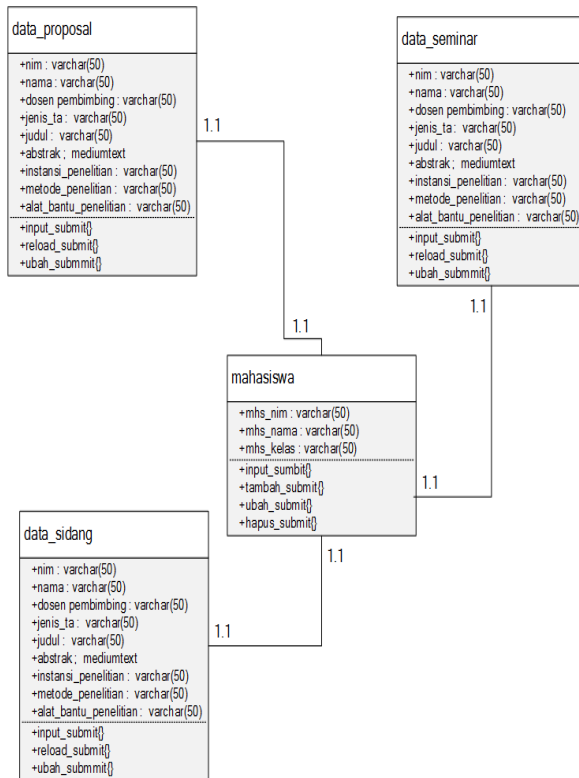 data_proposal
+nim : varchar(50)
+nama : varchar(50)
+dosen pembimbing : varchar(50)
+jenis_ta : varchar(50)
+judul : varchar(50)
+abstrak ; mediumtext
+instansi_penelitian : varchar(50)
+metode_penelitian : varchar(50)
+alat_bantu_penelitian : varchar(50)
+input_submit{}
+reload_submit{}
+ubah_submmit{}
1.1
1.1
data_seminar
+nim : varchar(50)
+nama : varchar(50)
+dosen pembimbing : varchar(50)
+jenis_ta : varchar(50)
+judul : varchar(50)
+abstrak ; mediumtext
+instansi_penelitian : varchar(50)
+metode_penelitian : varchar(50)
+alat_bantu_penelitian : varchar(50)
+input_submit{}
+reload_submit{}
+ubah_submmit{}
1.1
1.1
mahasiswa
+mhs_nim : varchar(50)
+mhs_nama : varchar(50)
+mhs_kelas : varchar(50)
+input_sumbit{}
+tambah_submit{}
+ubah_submit{}
+hapus_submit{}
1.1
1.1
data_sidang
+nim : varchar(50)
+nama : varchar(50)
+dosen pembimbing : varchar(50)
+jenis_ta : varchar(50)
+judul : varchar(50)
+abstrak ; mediumtext
+instansi_penelitian : varchar(50)
+metode_penelitian : varchar(50)
+alat_bantu_penelitian : varchar(50)
+input_submit{}
+reload_submit{}
+ubah_submmit{}